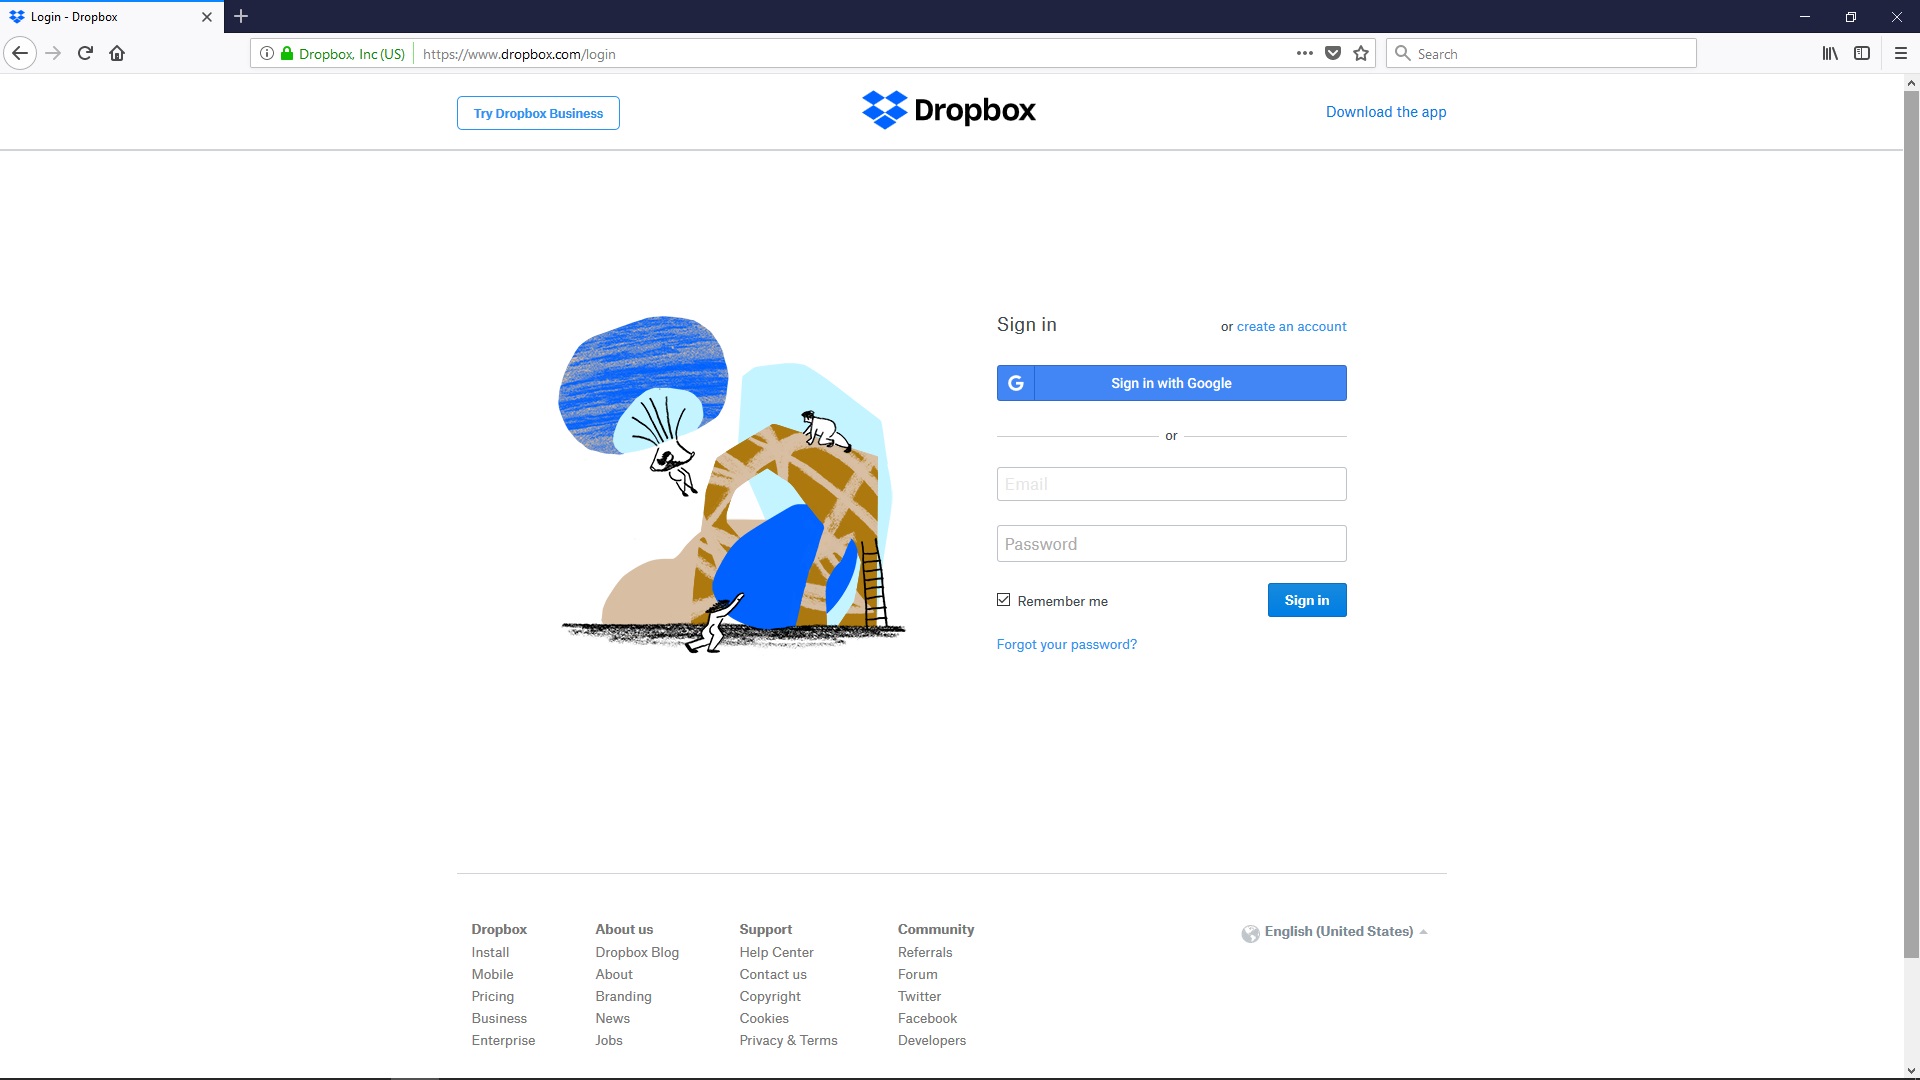 Login - Dropbox
Dropbox, Inc (US)
https://www.dropbox.com/login
Search
Try Dropbox Business
Dropbox
Download the app
Sign in
or create an account
G
Sign in with Google
or
Email
Password
Remember me
Sign in
Forgot your password?
Dropbox
Install
Mobile
Pricing
Business
Enterprise
About us
Dropbox Blog
About
Branding
News
Jobs
Support
Help Center
Contact us
Copyright
Cookies
Privacy & Terms
Community
Referrals
Forum
Twitter
Facebook
Developers
English (United States)